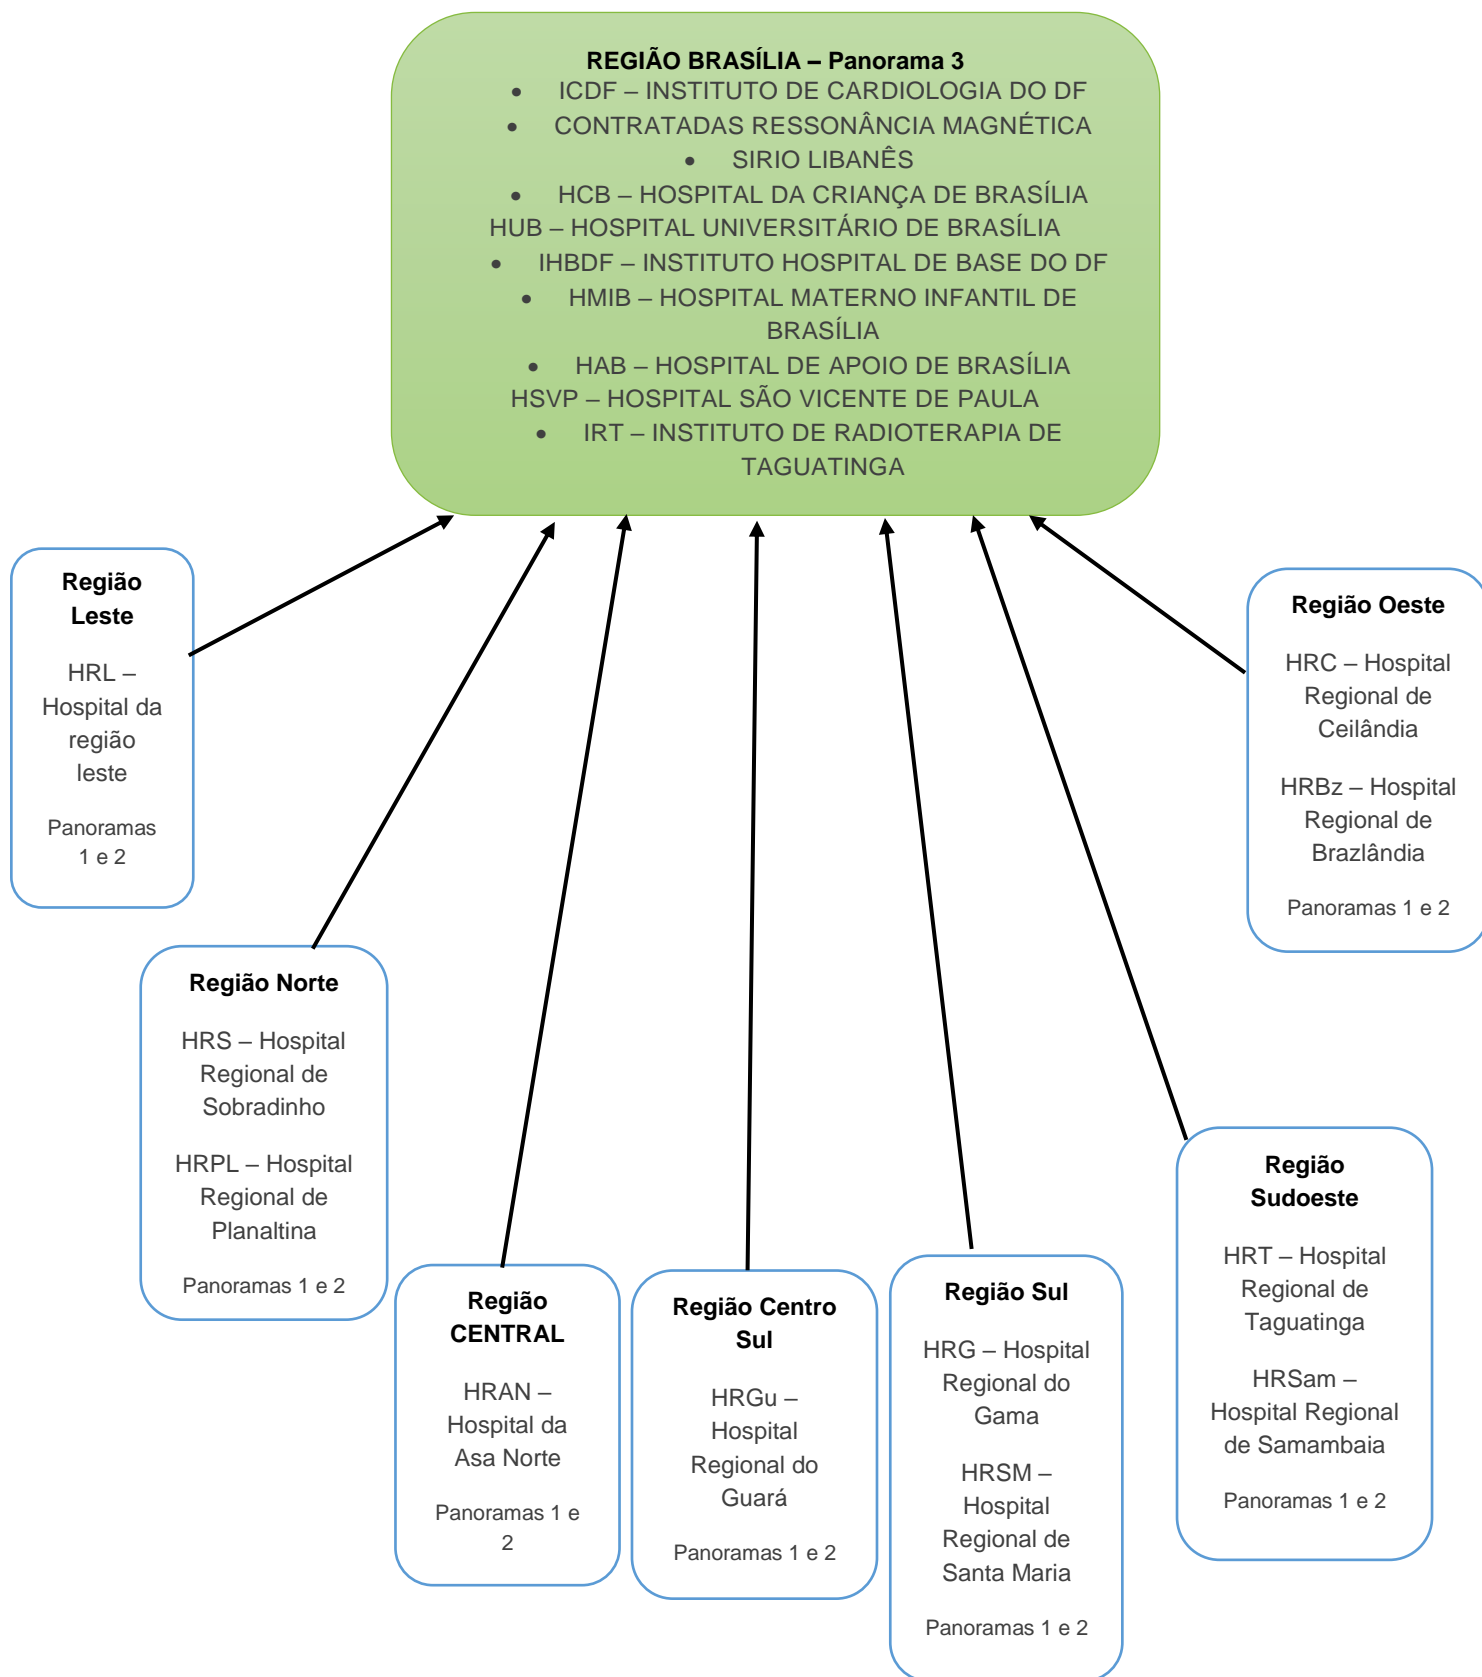 REGIÃO BRASÍLIA – Panorama 3
• ICDF – INSTITUTO DE CARDIOLOGIA DO DF
• CONTRATADAS RESSONÂNCIA MAGNÉTICA
• SIRIO LIBANÊS
• HCB – HOSPITAL DA CRIANÇA DE BRASÍLIA
HUB – HOSPITAL UNIVERSITÁRIO DE BRASÍLIA
• IHBDF – INSTITUTO HOSPITAL DE BASE DO DF
• HMIB – HOSPITAL MATERNO INFANTIL DE
BRASÍLIA
• HAB – HOSPITAL DE APOIO DE BRASÍLIA
HSVP – HOSPITAL SÃO VICENTE DE PAULA
• IRT – INSTITUTO DE RADIOTERAPIA DE
TAGUATINGA
Região
Leste
HRL –
Hospital da
região
leste
Panoramas
1 e 2
Região Oeste
HRC – Hospital
Regional de
Ceilândia
HRBz – Hospital
Regional de
Brazlândia
Panoramas 1 e 2
Região Norte
HRS – Hospital
Regional de
Sobradinho
HRPL – Hospital
Regional de
Planaltina
Panoramas 1 e 2
Região
CENTRAL
HRAN –
Hospital da
Asa Norte
Panoramas 1 e
2
Região Centro
Sul
HRGu –
Hospital
Regional do
Guará
Panoramas 1 e 2
Região Sul
HRG – Hospital
Regional do
Gama
HRSM –
Hospital
Regional de
Santa Maria
Panoramas 1 e 2
Região
Sudoeste
HRT – Hospital
Regional de
Taguatinga
HRSam –
Hospital Regional
de Samambaia
Panoramas 1 e 2